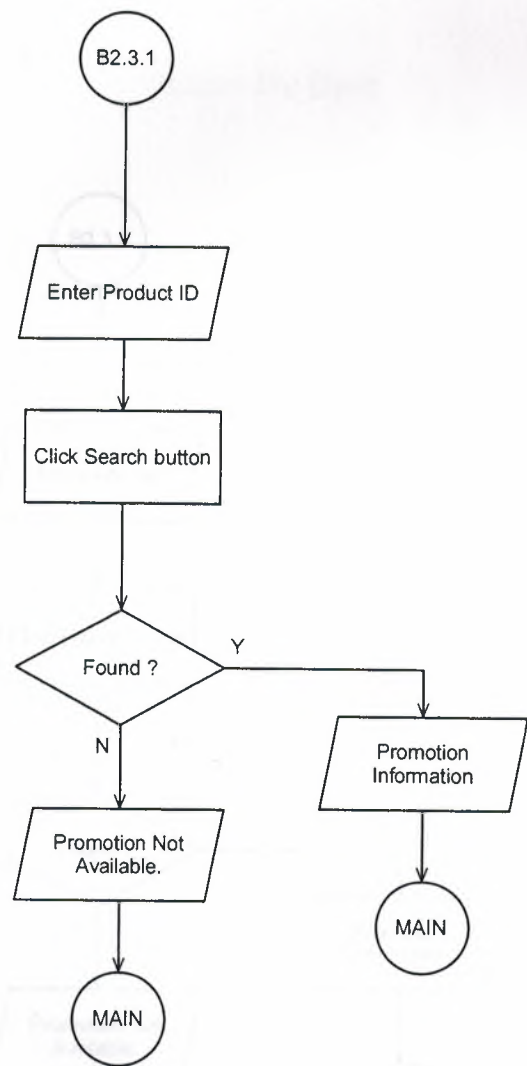 B2.3.1
Enter Product ID
Click Search button
Found ?
Y
N
Promotion
Information
Promotion Not
Available.
MAIN
MAIN